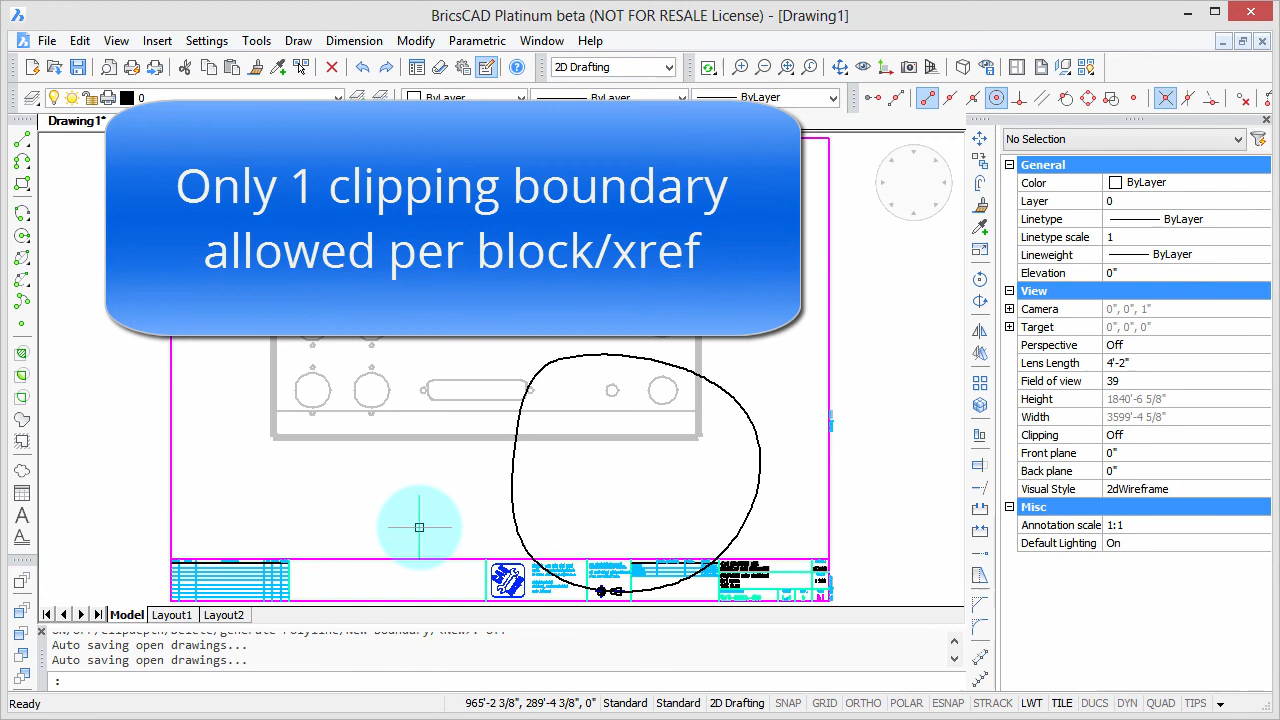 BricsCAD Platinum beta (NOT FOR RESALE License) - [Drawing1]
File Edit View Insert Settings Tools Draw Dimension Modify Parametric Window Help
2D Drafting
0 ByLayer ByLayer ByLayer
Drawing1*
Only 1 clipping boundary
allowed per block/xref
No Selection
General
Color ByLayer
Layer 0
Linetype ByLayer
Linetype scale 1
Lineweight ByLayer
Elevation 0"
View
Camera 0", 0", 1"
Target 0", 0", 0"
Perspective Off
Lens Length 4'-2"
Field of view 39
Height 1840'-6 5/8"
Width 3599'-4 5/8"
Clipping Off
Front plane 0"
Back plane 0"
Visual Style 2dWireframe
Misc
Annotation scale 1:1
Default Lighting On
Model Layout1 Layout2
Auto saving open drawings...
Auto saving open drawings...
:
Ready 965'-2 3/8", 289'-4 3/8", 0" Standard Standard 2D Drafting SNAP GRID ORTHO POLAR ESNAP STRACK LWT TILE DUCS DYN QUAD TIPS